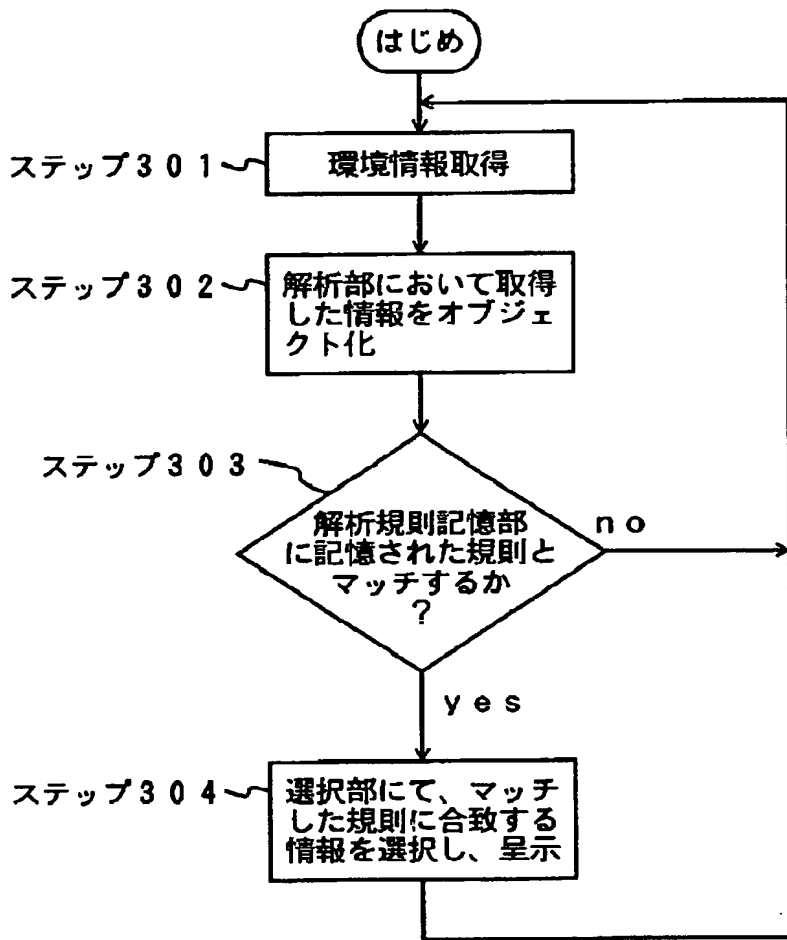 はじめ
ステップ301
環境情報取得
ステップ302
解析部において取得
した情報をオブジェ
クト化
ステップ303
解析規則記憶部
に記憶された規則と
マッチするか
?
no
yes
ステップ304
選択部にて、マッチ
した規則に合致する
情報を選択し、呈示